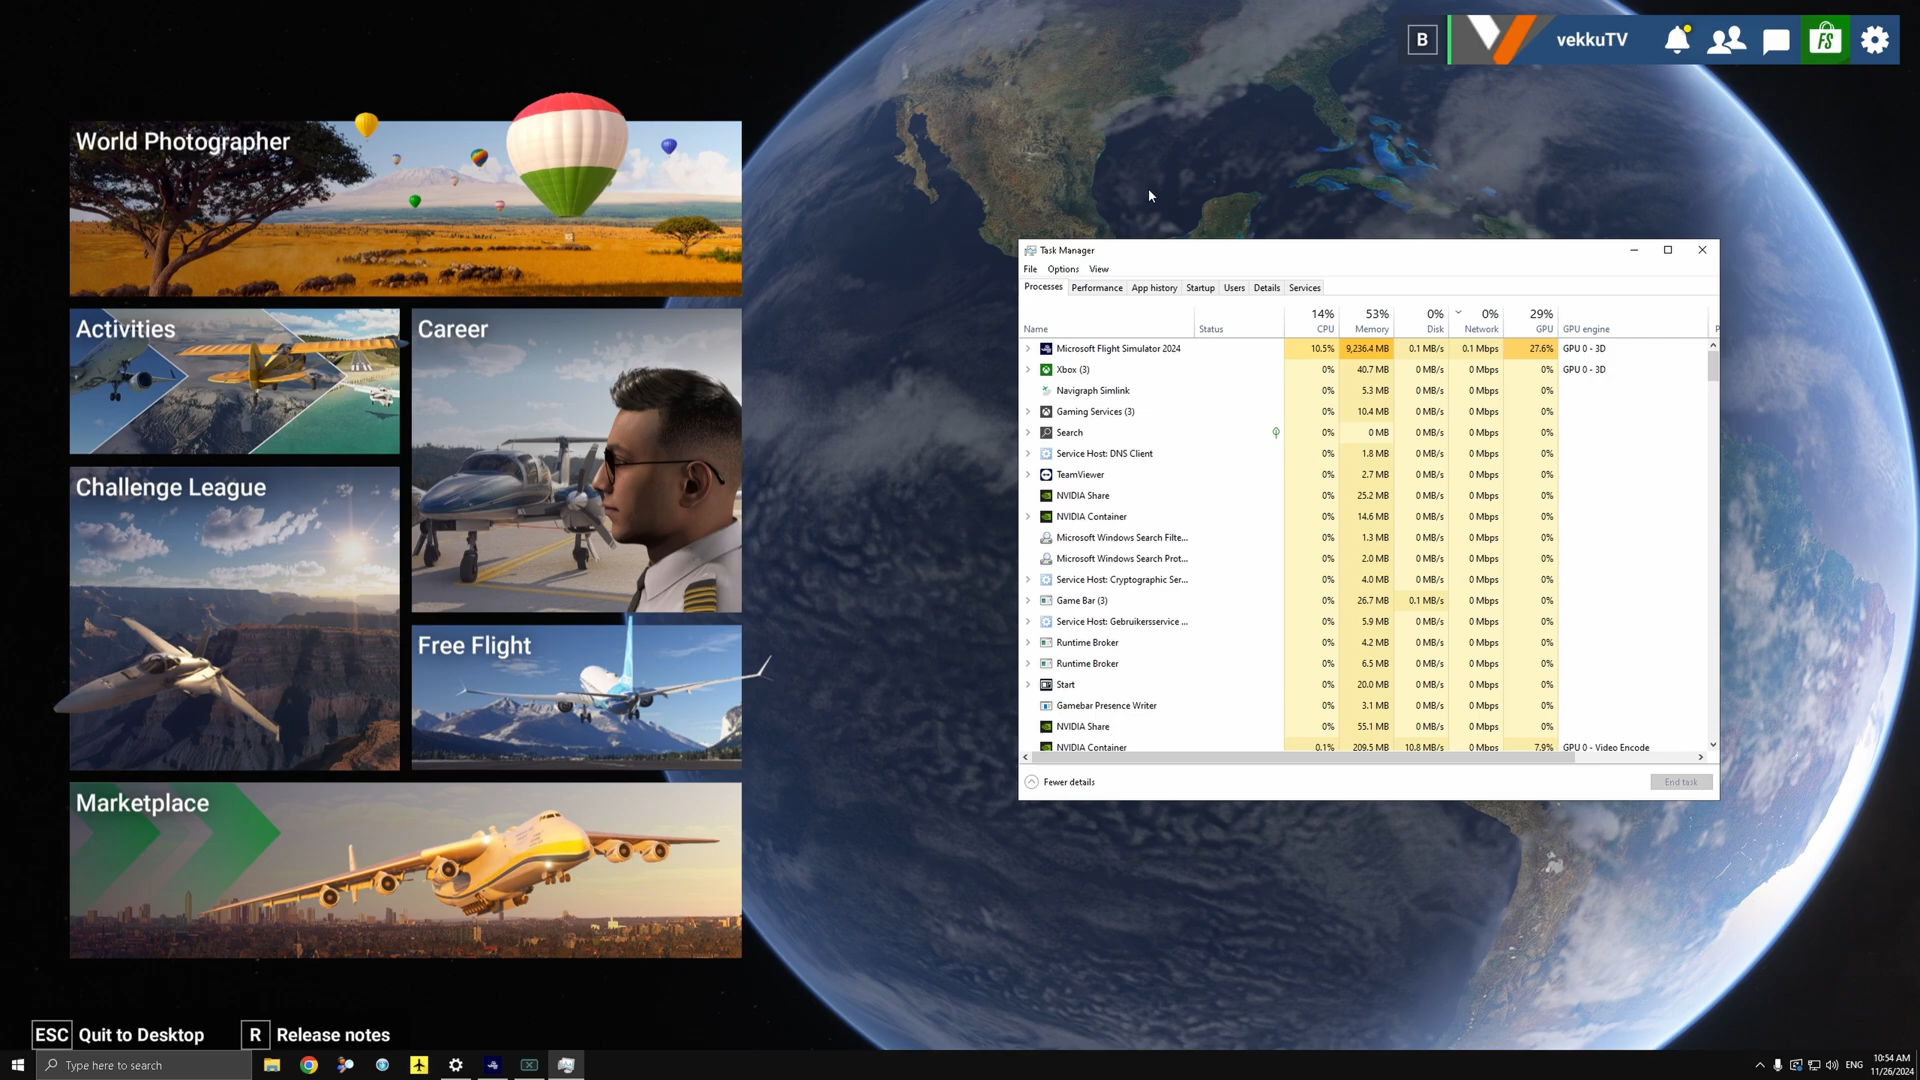 B vekkuTV FS
World Photographer
Activities
Career
Challenge League
Free Flight
Marketplace
ESC Quit to Desktop R Release notes
Task Manager
File Options View
Processes Performance App history Startup Users Details Services
14% 53% 0% 0% 29%
Name Status CPU Memory Disk Network GPU GPU engine P
Microsoft Flight Simulator 2024 10.5% 9,236.4 MB 0.1 MB/s 0.1 Mbps 27.6% GPU 0 - 3D
Xbox (3) 0% 40.7 MB 0 MB/s 0 Mbps 0% GPU 0 - 3D
Navigraph Simlink 0% 5.3 MB 0 MB/s 0 Mbps 0%
Gaming Services (3) 0% 10.4 MB 0 MB/s 0 Mbps 0%
Search 0% 0 MB 0 MB/s 0 Mbps 0%
Service Host: DNS Client 0% 1.8 MB 0 MB/s 0 Mbps 0%
TeamViewer 0% 2.7 MB 0 MB/s 0 Mbps 0%
NVIDIA Share 0% 25.2 MB 0 MB/s 0 Mbps 0%
NVIDIA Container 0% 14.6 MB 0 MB/s 0 Mbps 0%
Microsoft Windows Search Filte... 0% 1.3 MB 0 MB/s 0 Mbps 0%
Microsoft Windows Search Prot... 0% 2.0 MB 0 MB/s 0 Mbps 0%
Service Host: Cryptographic Ser... 0% 4.0 MB 0 MB/s 0 Mbps 0%
Game Bar (3) 0% 26.7 MB 0.1 MB/s 0 Mbps 0%
Service Host: Gebruikersservice ... 0% 5.9 MB 0 MB/s 0 Mbps 0%
Runtime Broker 0% 4.2 MB 0 MB/s 0 Mbps 0%
Runtime Broker 0% 6.5 MB 0 MB/s 0 Mbps 0%
Start 0% 20.0 MB 0 MB/s 0 Mbps 0%
Gamebar Presence Writer 0% 3.1 MB 0 MB/s 0 Mbps 0%
NVIDIA Share 0% 55.1 MB 0 MB/s 0 Mbps 0%
NVIDIA Container 0.1% 209.5 MB 10.8 MB/s 0 Mbps 7.9% GPU 0 - Video Encode
Fewer details End task
Type here to search
ENG
10:54 AM
11/26/2024